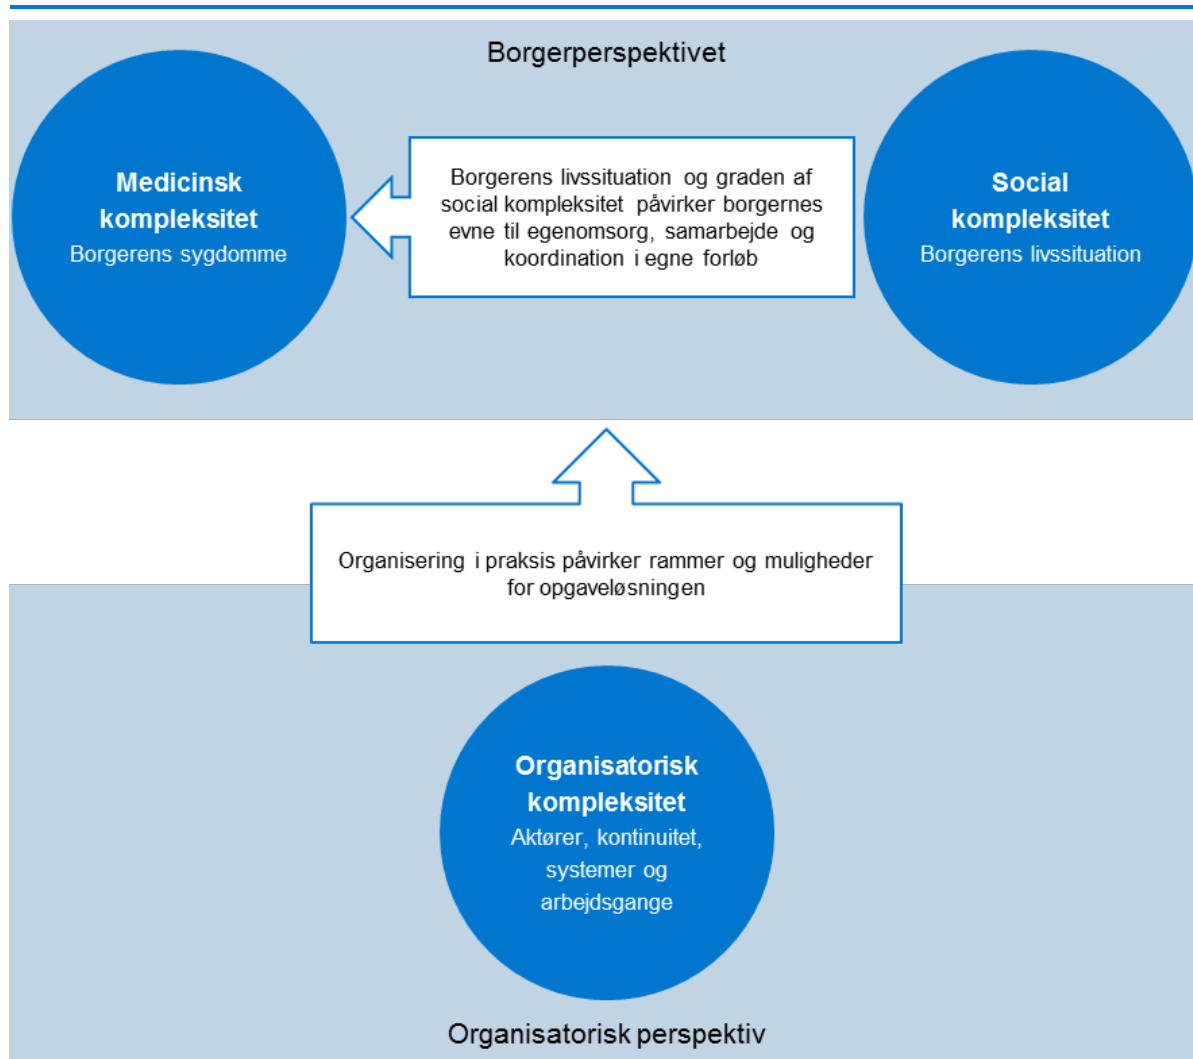 Borgerperspektivet
Medicinsk
kompleksitet
Borgerens sygdomme
Borgerens livssituation og graden af
social kompleksitet påvirker borgernes
evne til egenomsorg, samarbejde og
koordination i egne forløb
Social
kompleksitet
Borgerens livssituation
Organisering i praksis påvirker rammer og muligheder
for opgaveløsningen
Organisatorisk
kompleksitet
Aktører, kontinuitet,
systemer og
arbejdsgange
Organisatorisk perspektiv